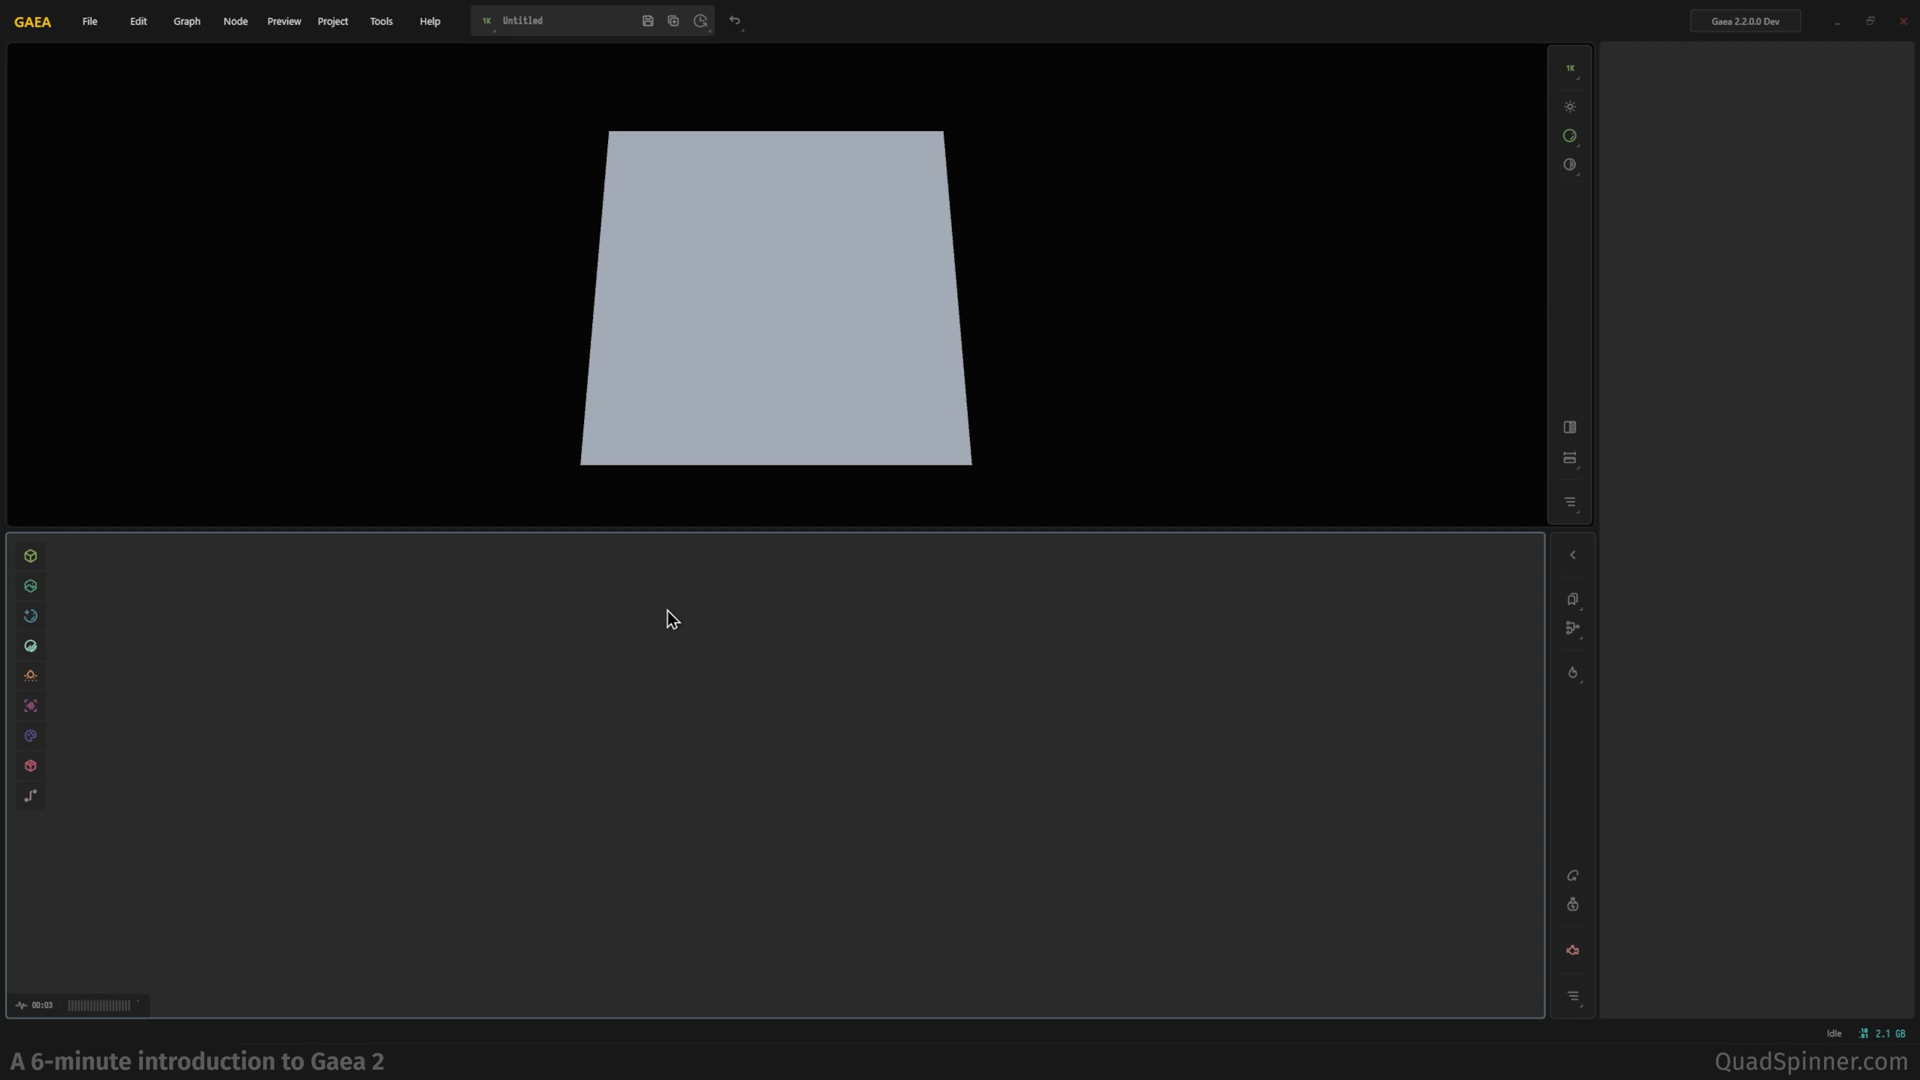 GAEA File Edit Graph Node Preview Project Tools Help 1K Untitled Gaea 2.2.0.0 Dev
1K
00:03
Idle 2.1 GB
A 6-minute introduction to Gaea 2 QuadSpinner.com